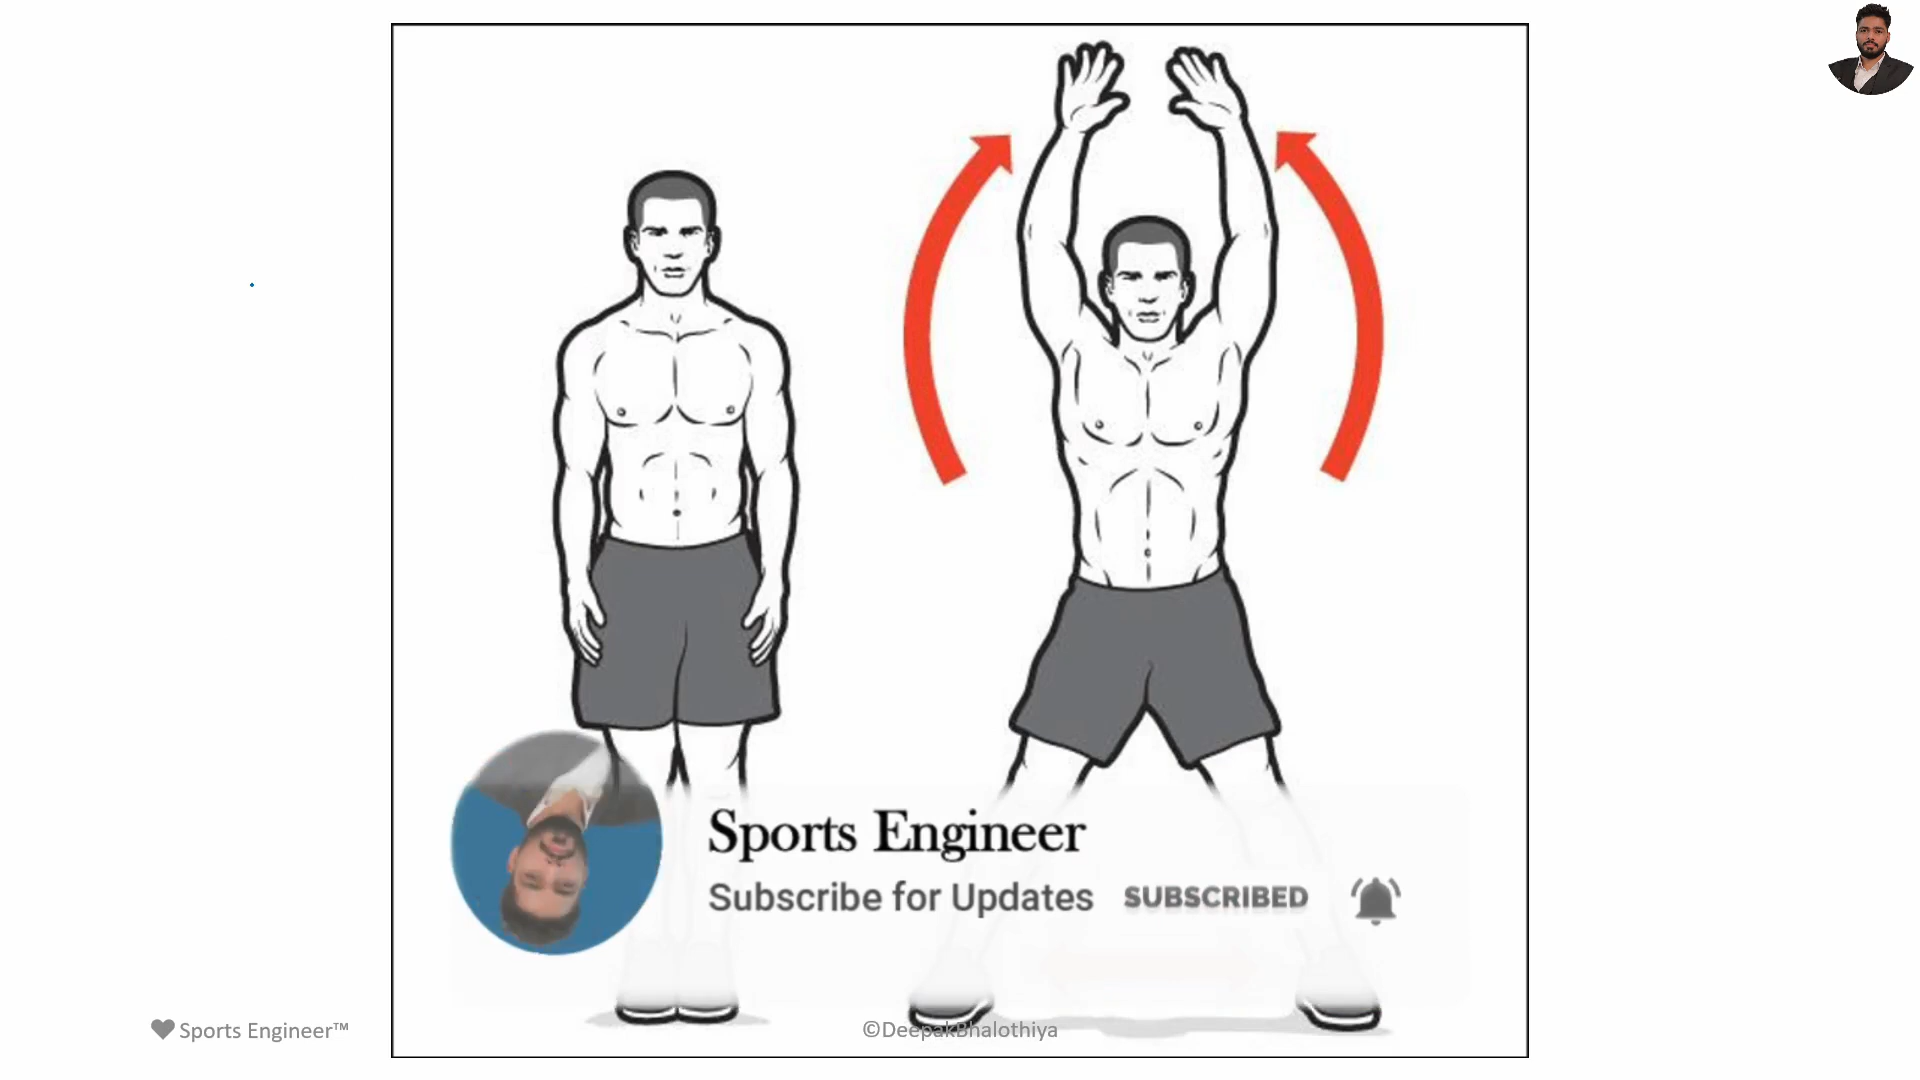 Sports Engineer
Subscribe for Updates SUBSCRIBED
Sports Engineer™
©DeepakBhalothiya